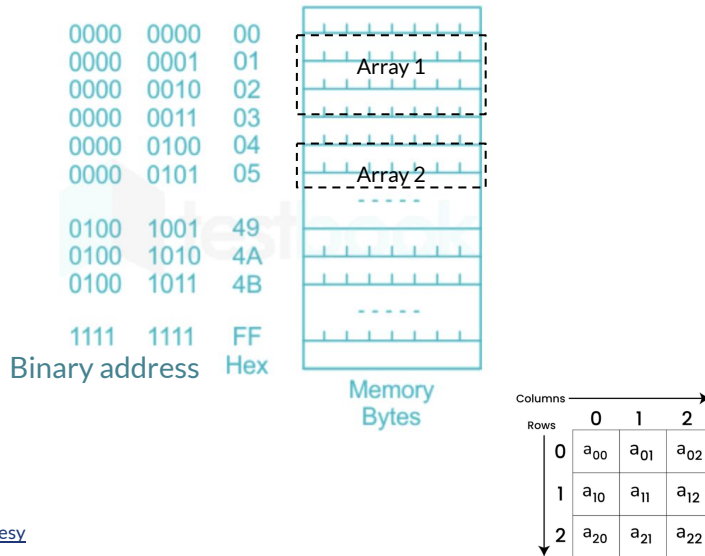 0000 0000 00
0000 0001 01
0000 0010 02
0000 0011 03
0000 0100 04
0000 0101 05
0100 1001 49
0100 1010 4A
0100 1011 4B
1111 1111 FF
Binary address Hex
Array 1
Array 2
testbook
Memory
Bytes
Columns
Rows
0 1 2
0 a00 a01 a02
1 a10 a11 a12
2 a20 a21 a22
esy